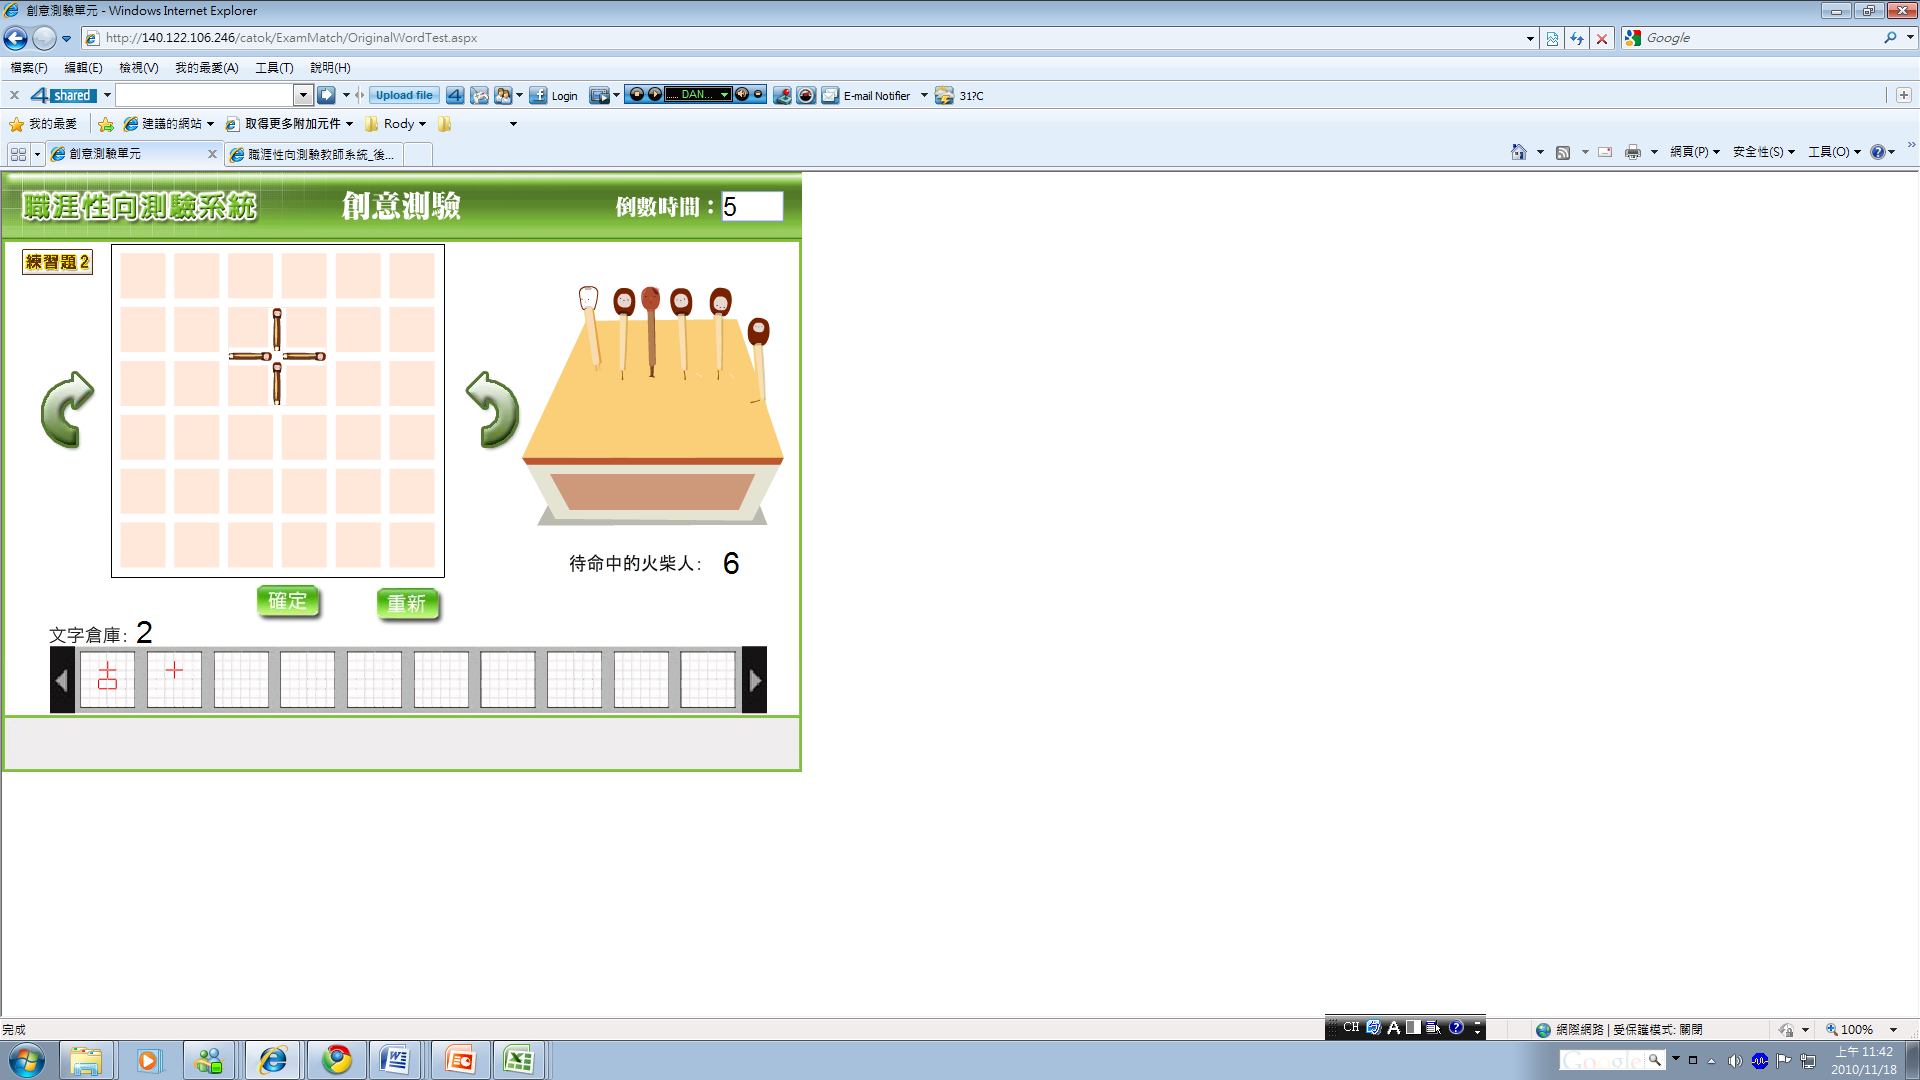 創意測驗單元 - Windows Internet Explorer
http://140.122.106.246/catok/ExamMatch/OriginalWordTest.aspx
Google
檔案(F) 編輯(E) 檢視(V) 我的最愛(A) 工具(T) 說明(H)
4 shared Upload file Login DAN... E-mail Notifier 31?C
我的最愛 建議的網站 取得更多附加元件 Rody
創意測驗單元 職涯性向測驗教師系統_後... 網頁(P) 安全性(S) 工具(O)
職涯性向測驗系統 創意測驗 倒數時間：5
練習題2
待命中的火柴人： 6
確定 重新
文字倉庫： 2
完成
CH
網際網路 | 受保護模式: 關閉
100%
Google
上午 11:42
2010/11/18